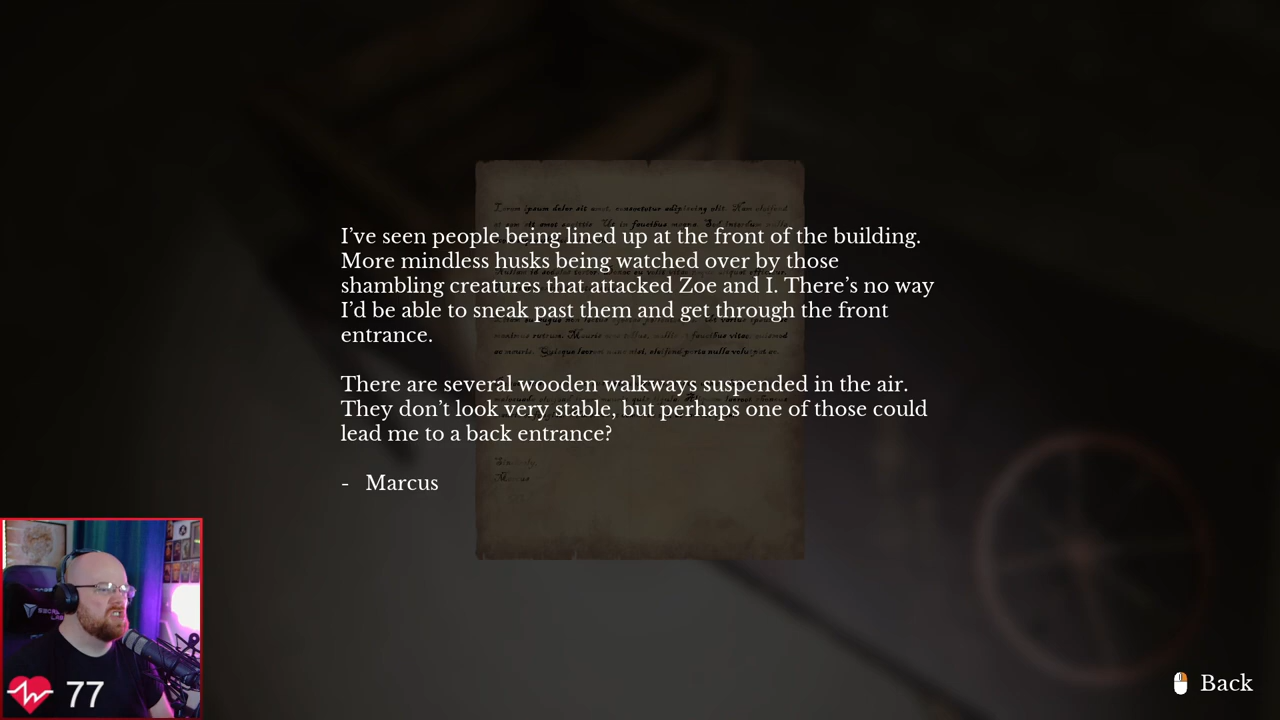 I've seen people being lined up at the front of the building.
More mindless husks being watched over by those
shambling creatures that attacked Zoe and I. There's no way
I'd be able to sneak past them and get through the front
entrance.
There are several wooden walkways suspended in the air.
They don't look very stable, but perhaps one of those could
lead me to a back entrance?
- Marcus
77
Back